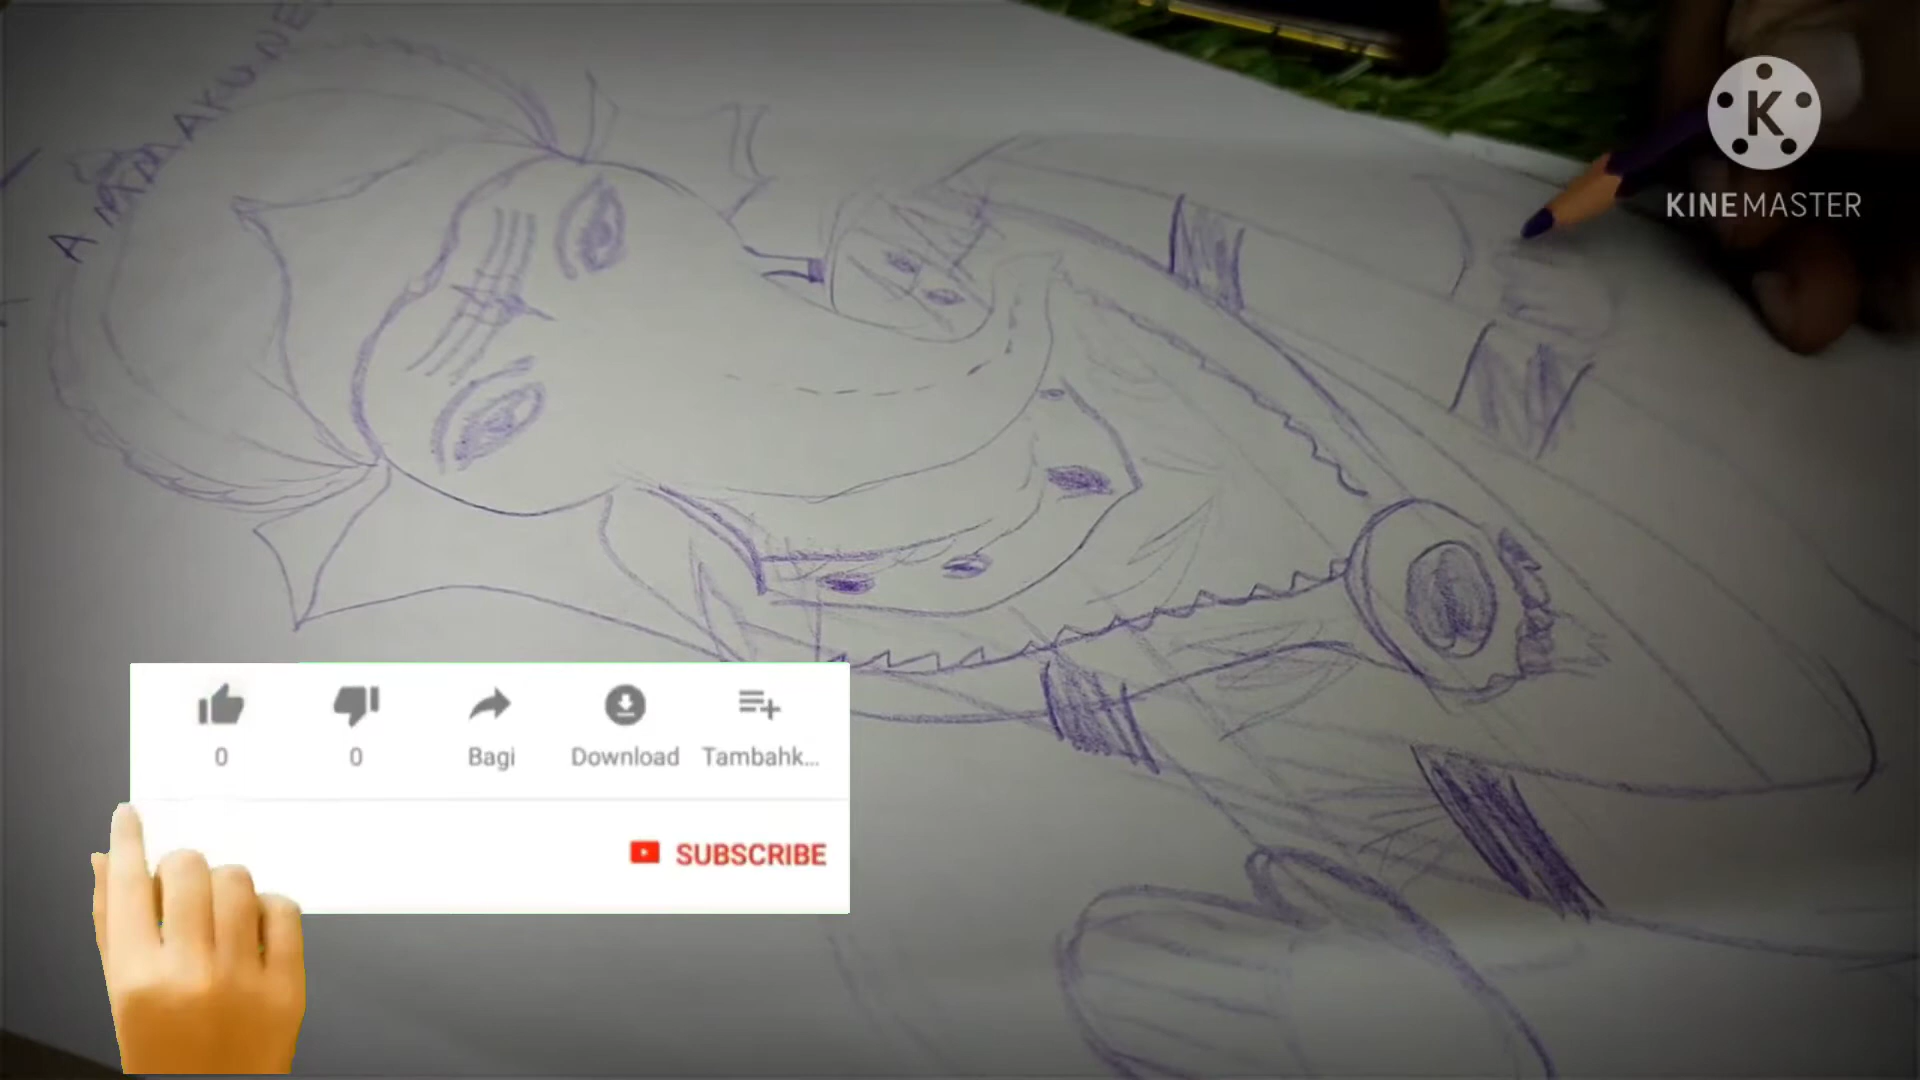 K
KINEMASTER
0
0
Bagi
Download
Tambahk...
SUBSCRIBE